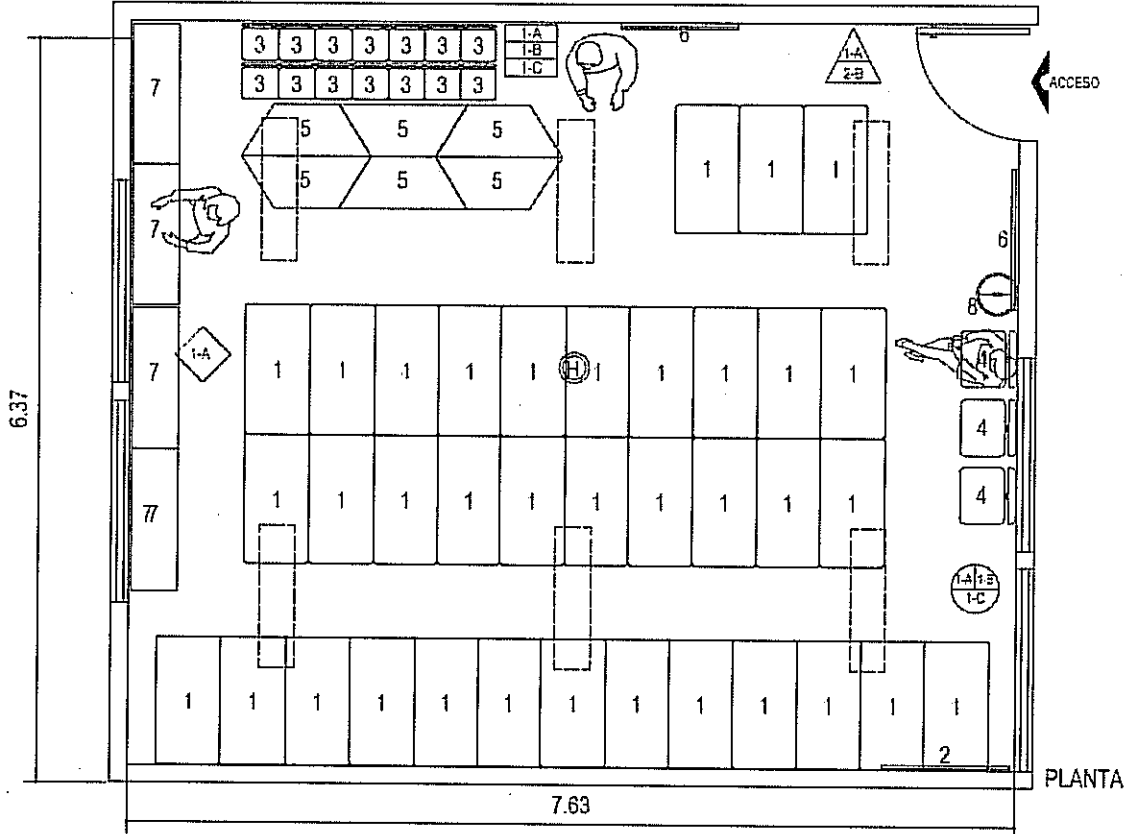 3 3 3 3 3 3 3
1-A
1-B
1-C
6
1-A
2-B
ACCESO
7
3 3 3 3 3 3 3
5 5 5
1 1 1
5 5 5
7
6
8
1-A
7
1 1 1 1 1 H 1 1 1 1 1
4
6.37
4
77
1 1 1 1 1 1 1 1 1 1
4
1-A 1-B
1-C
1 1 1 1 1 1 1 1 1 1 1 1 1
2
PLANTA
7.63